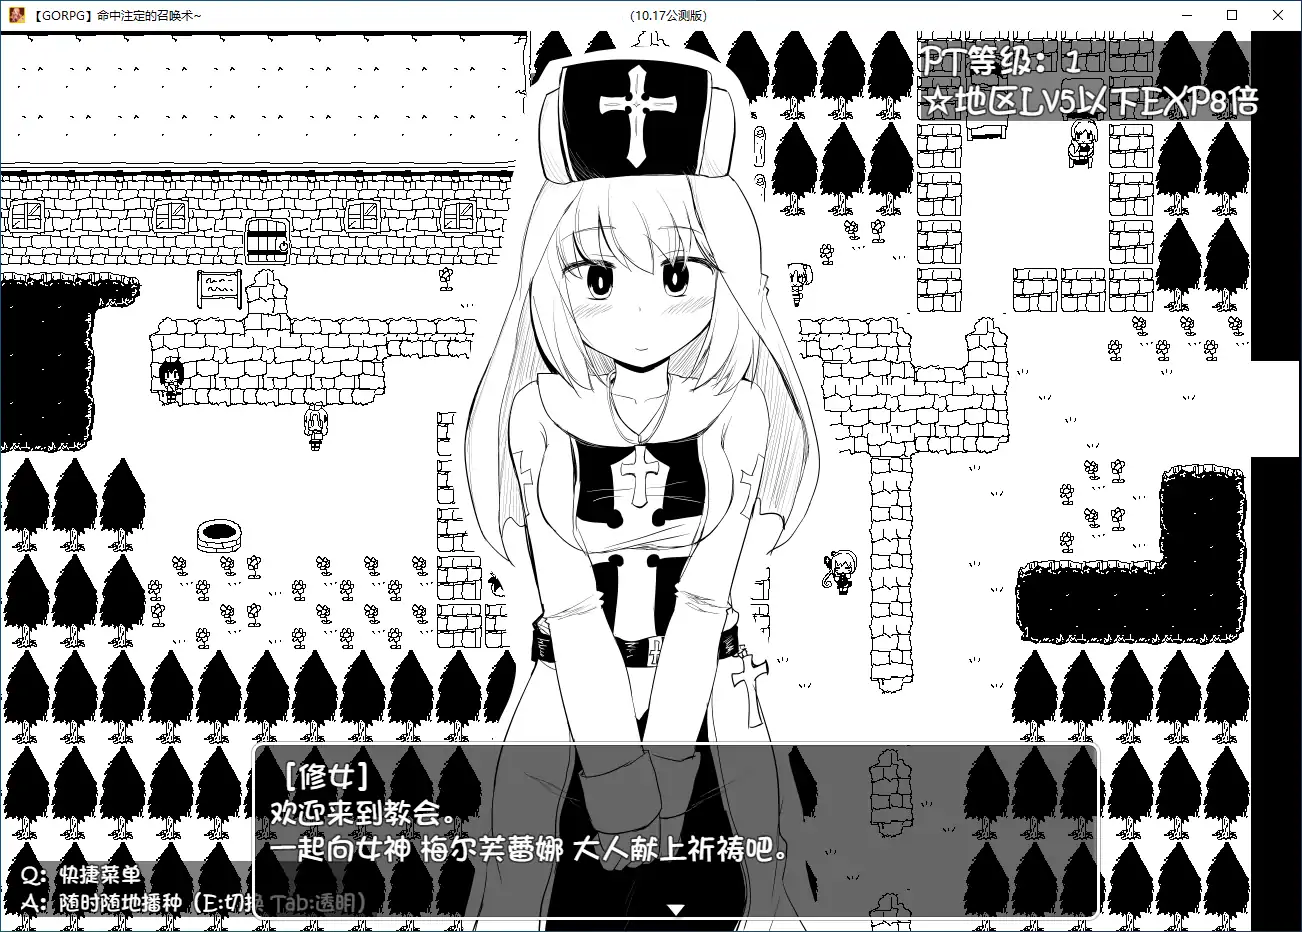 【GORPG】命中注定的召唤术~
(10.17公测版)
PT等级：1
☆地区Lv5以下EXP8倍
[修女]
欢迎来到教会。
一起向女神 梅尔芙蕾娜 大人献上祈祷吧。
Q：快捷菜单
A：随时随地播种（E:切换 Tab:透明）